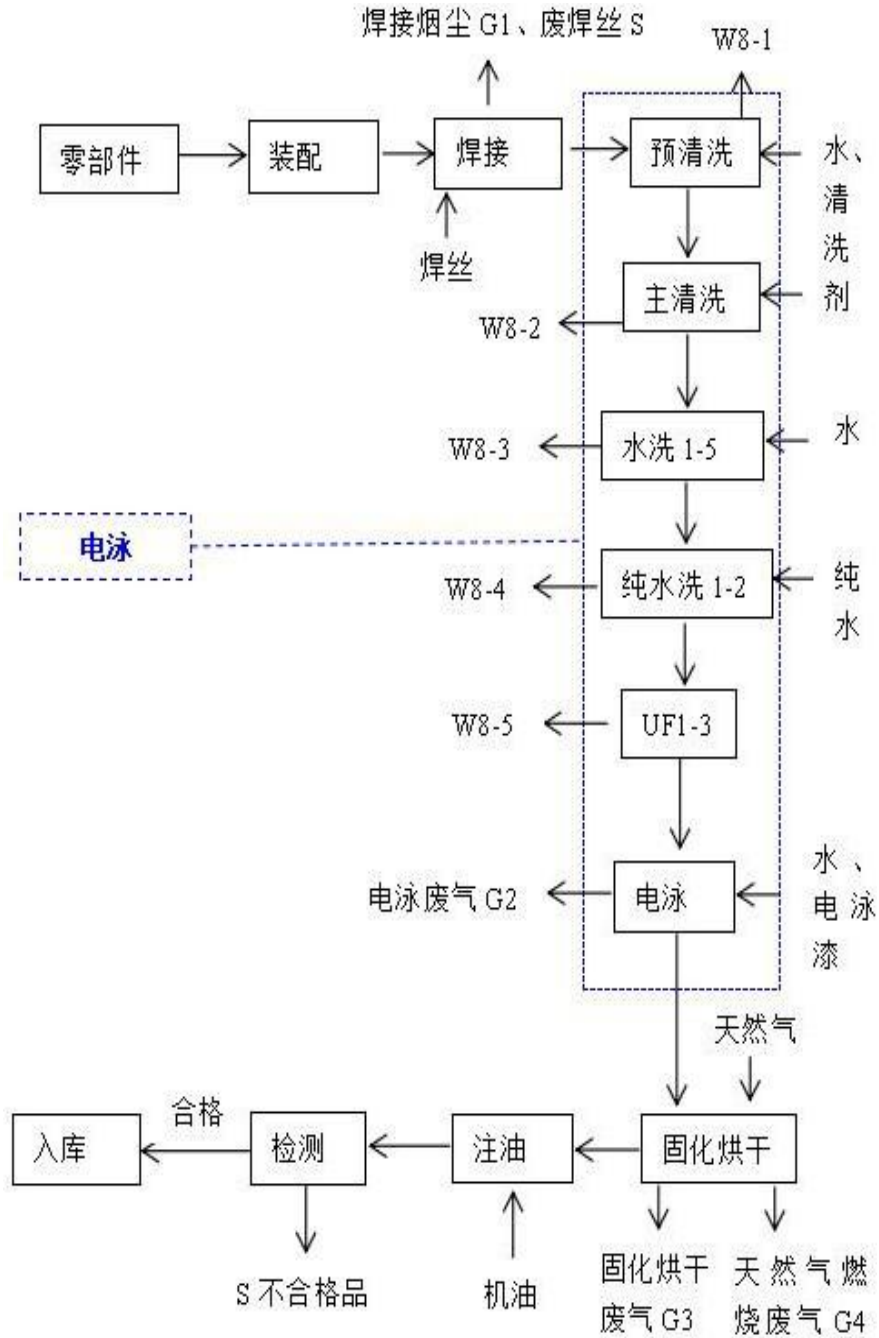 焊接烟尘 G1、废焊丝 S
W8-1
零部件
装配
焊接
预清洗
水、
清
洗
剂
焊丝
主清洗
W8-2
W8-3
水洗 1-5
水
电泳
W8-4
纯水洗 1-2
纯
水
W8-5
UF1-3
电泳废气 G2
电泳
水、
电泳
漆
天然气
入库
合格
检测
注油
固化烘干
S 不合格品
机油
固化烘干
废气 G3
天然气燃
烧废气 G4